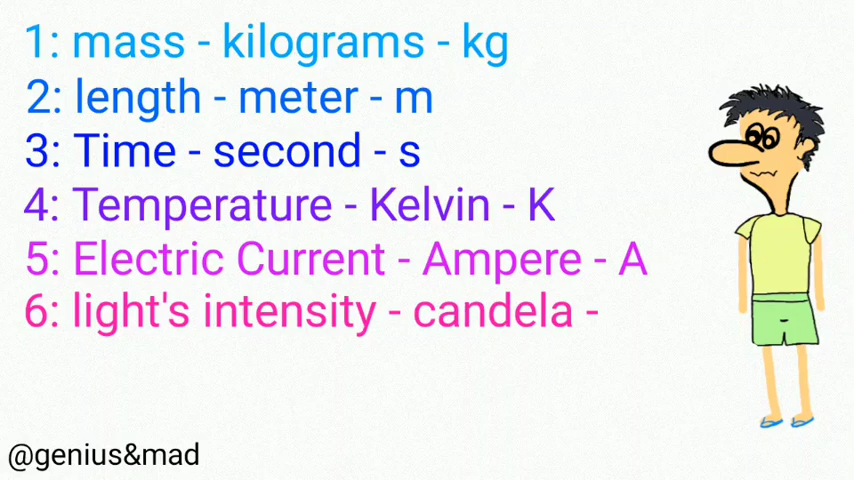 1: mass - kilograms - kg
2: length - meter - m
3: Time - second - s
4: Temperature - Kelvin - K
5: Electric Current - Ampere - A
6: light's intensity - candela -
@genius&mad